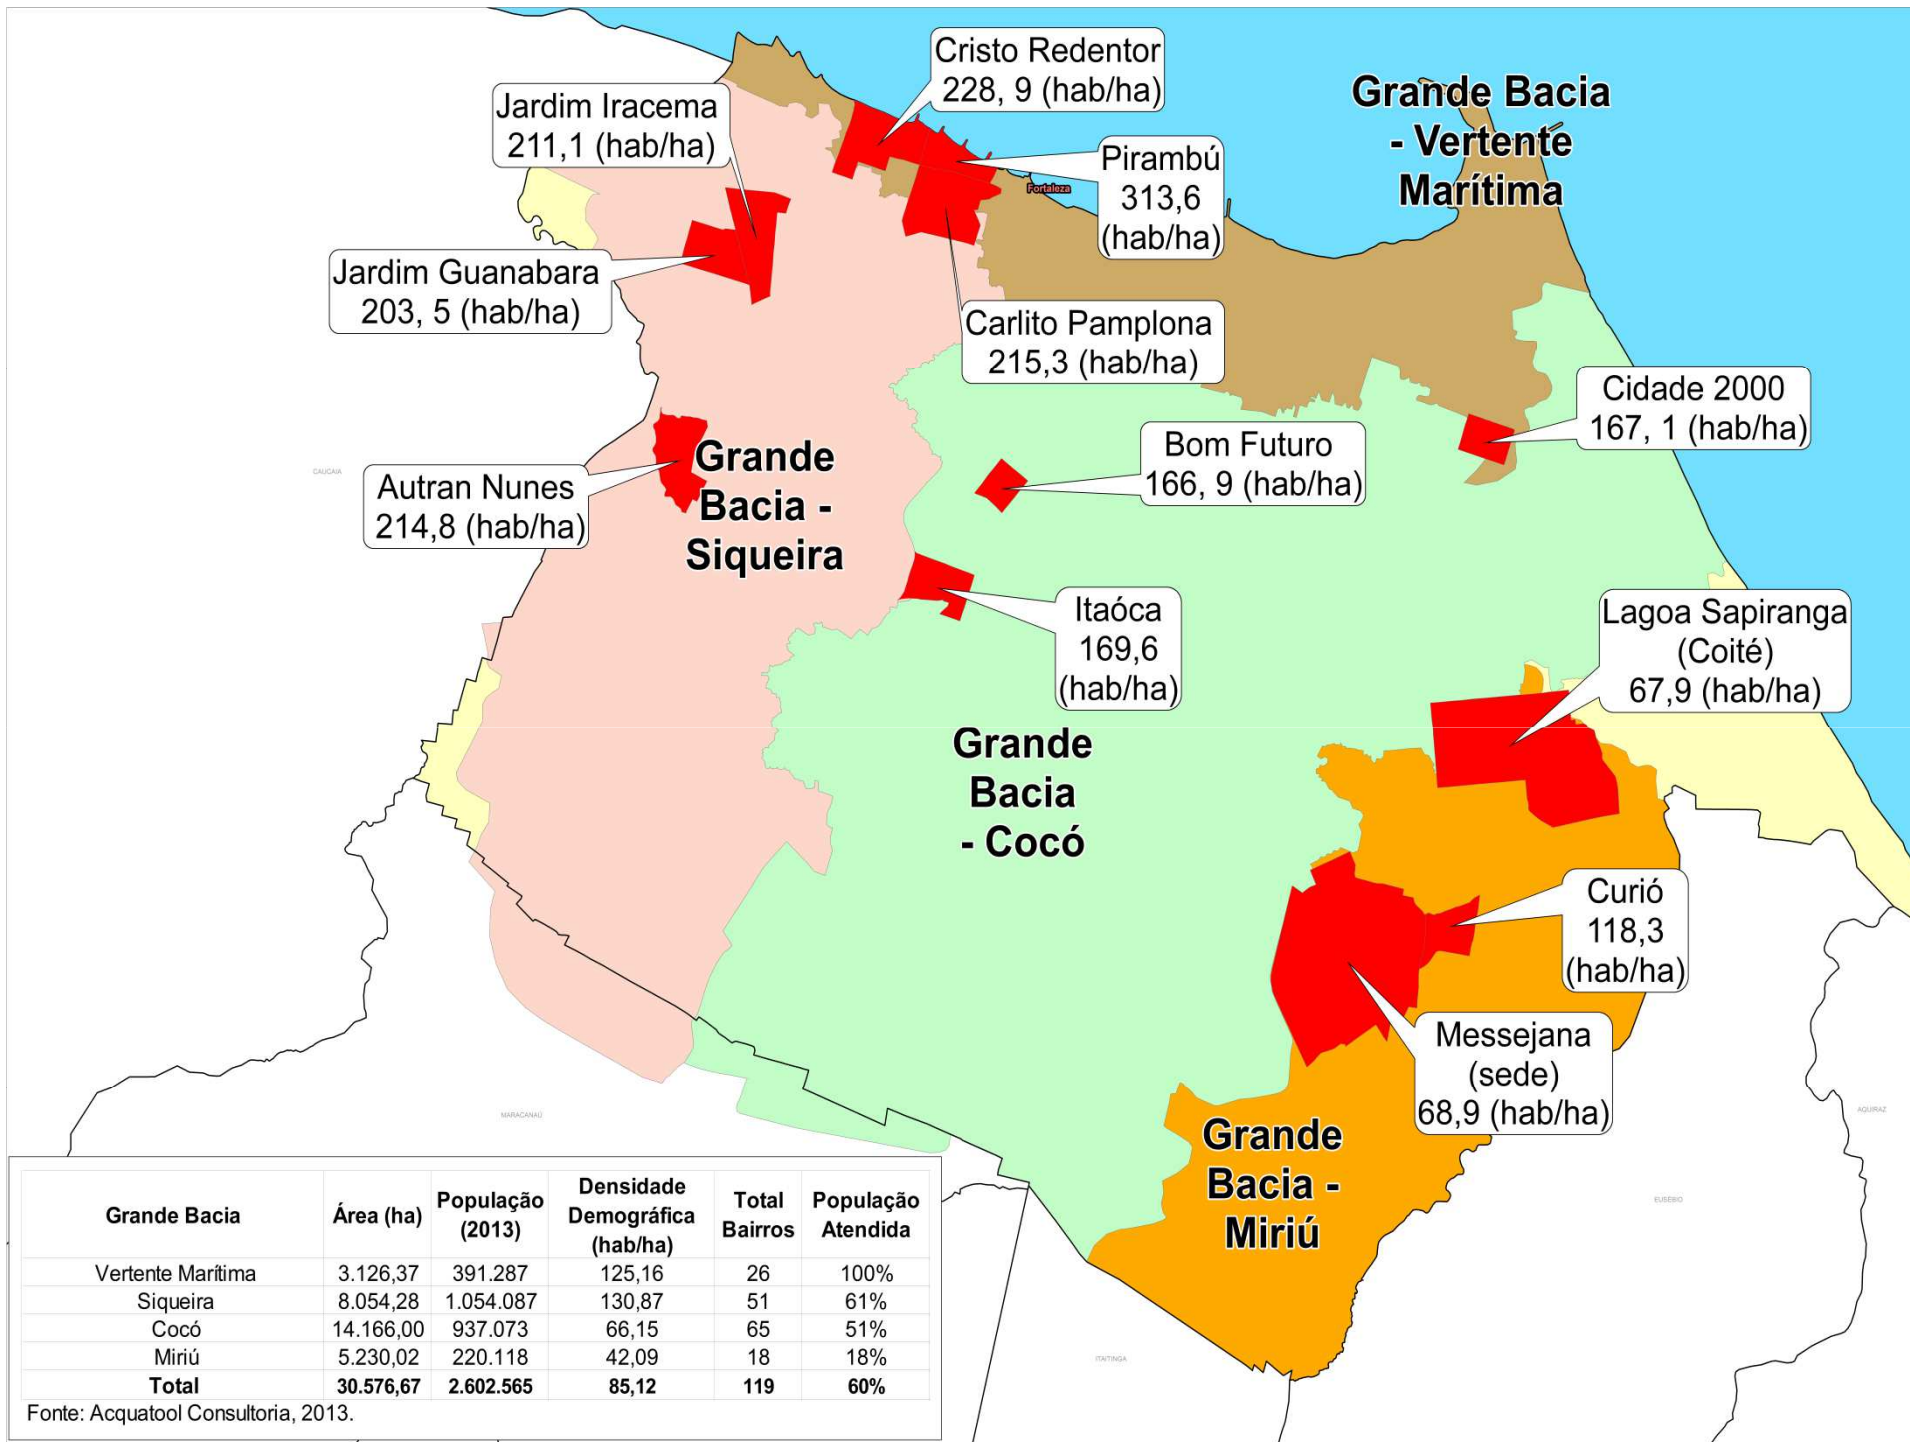 Cristo Redentor
228, 9 (hab/ha)
Grande Bacia
- Vertente
Marítima
Jardim Iracema
211,1 (hab/ha)
Pirambú
313,6
(hab/ha)
Fortaleza
Jardim Guanabara
203, 5 (hab/ha)
Carlito Pamplona
215,3 (hab/ha)
Cidade 2000
167, 1 (hab/ha)
Bom Futuro
166, 9 (hab/ha)
CAUCAIA
Autran Nunes
214,8 (hab/ha)
Grande
Bacia -
Siqueira
Itaóca
169,6
(hab/ha)
Lagoa Sapiranga
(Coité)
67,9 (hab/ha)
Grande
Bacia
- Cocó
Curió
118,3
(hab/ha)
Messejana
(sede)
68,9 (hab/ha)
MARACANAÚ
AQUIRAZ
Grande
Bacia -
Miriú
EUSÉBIO
ITAITINGA
Grande Bacia Área (ha) População (2013) Densidade Demográfica (hab/ha) Total Bairros População Atendida
Vertente Marítima 3.126,37 391.287 125,16 26 100%
Siqueira 8.054,28 1.054.087 130,87 51 61%
Cocó 14.166,00 937.073 66,15 65 51%
Miriú 5.230,02 220.118 42,09 18 18%
Total 30.576,67 2.602.565 85,12 119 60%
Fonte: Acquatool Consultoria, 2013.